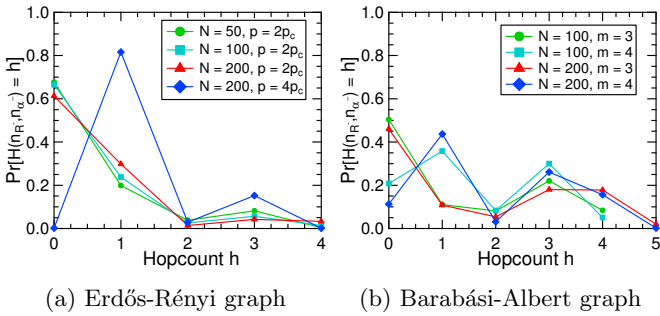 1.0
0.8
0.6
0.4
0.2
0.0
Pr[H(n_R-,n_α-) = h]
N = 50, p = 2p_c
N = 100, p = 2p_c
N = 200, p = 2p_c
N = 200, p = 4p_c
0 1 2 3 4
Hopcount h
(a) Erdős-Rényi graph
1.0
0.8
0.6
0.4
0.2
0.0
Pr[H(n_R-,n_α-) = h]
N = 100, m = 3
N = 100, m = 4
N = 200, m = 3
N = 200, m = 4
0 1 2 3 4 5
Hopcount h
(b) Barabási-Albert graph